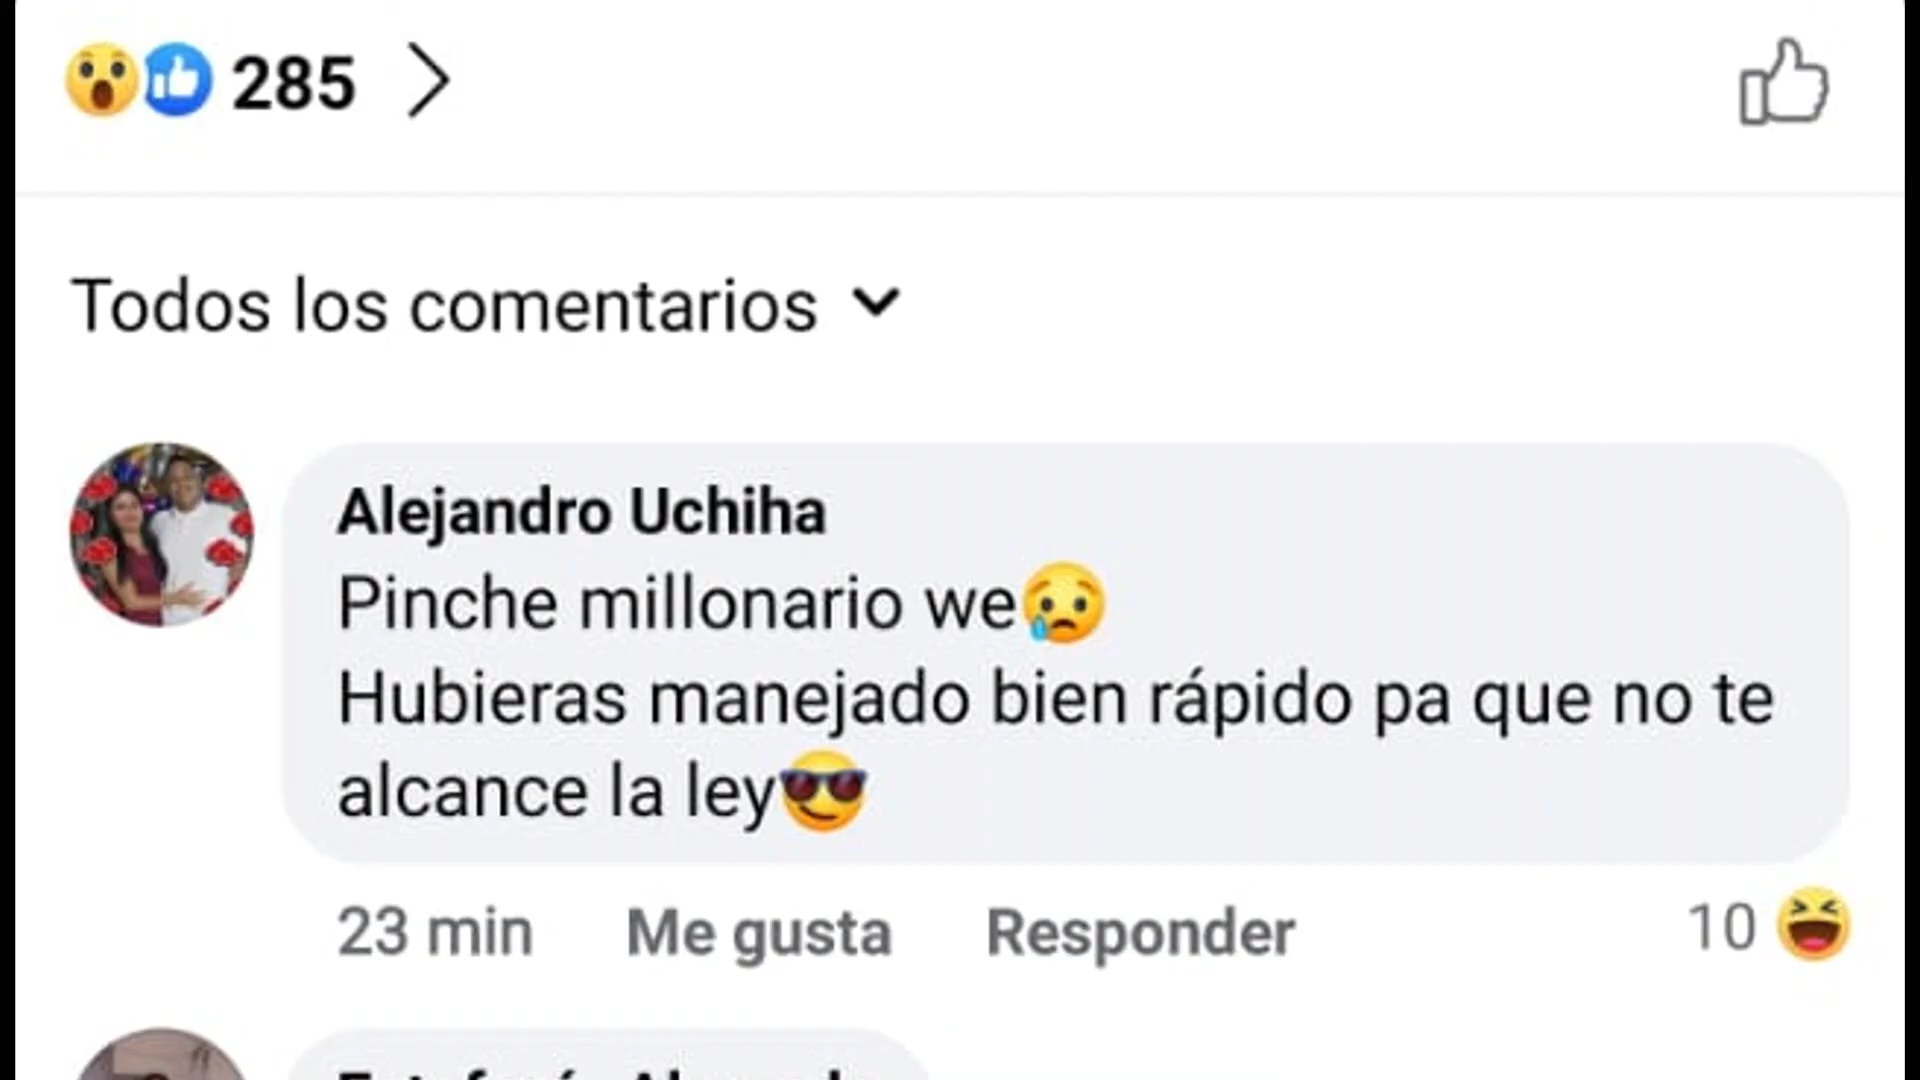 285
Todos los comentarios
Alejandro Uchiha
Pinche millonario we😢
Hubieras manejado bien rápido pa que no te
alcance la ley😎
23 min Me gusta Responder 10